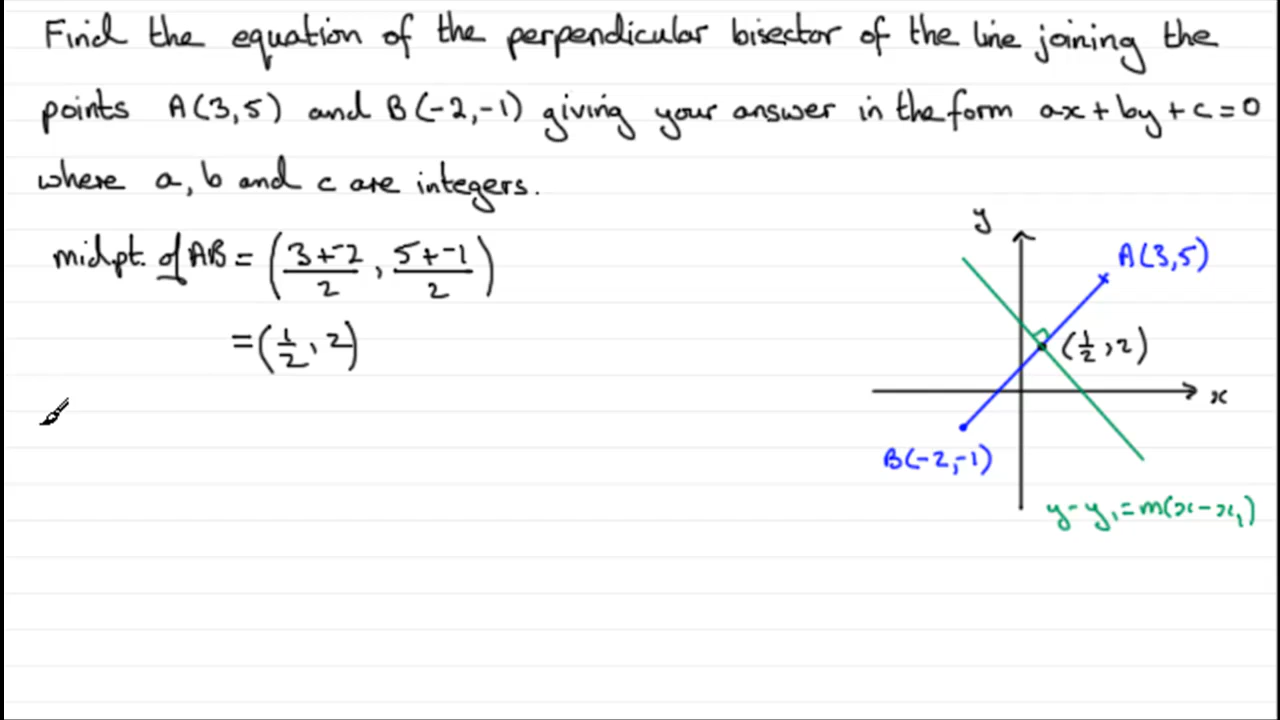 Find the equation of the perpendicular bisector of the line joining the
points A(3,5) and B(-2,-1) giving your answer in the form ax+by+c=0
where a, b and c are integers.
midpt. of AB = (3+-2/2, 5+-1/2)
=(1/2, 2)
y
A(3,5)
(1/2, 2)
x
B(-2,-1)
y-y₁=m(x-x₁)